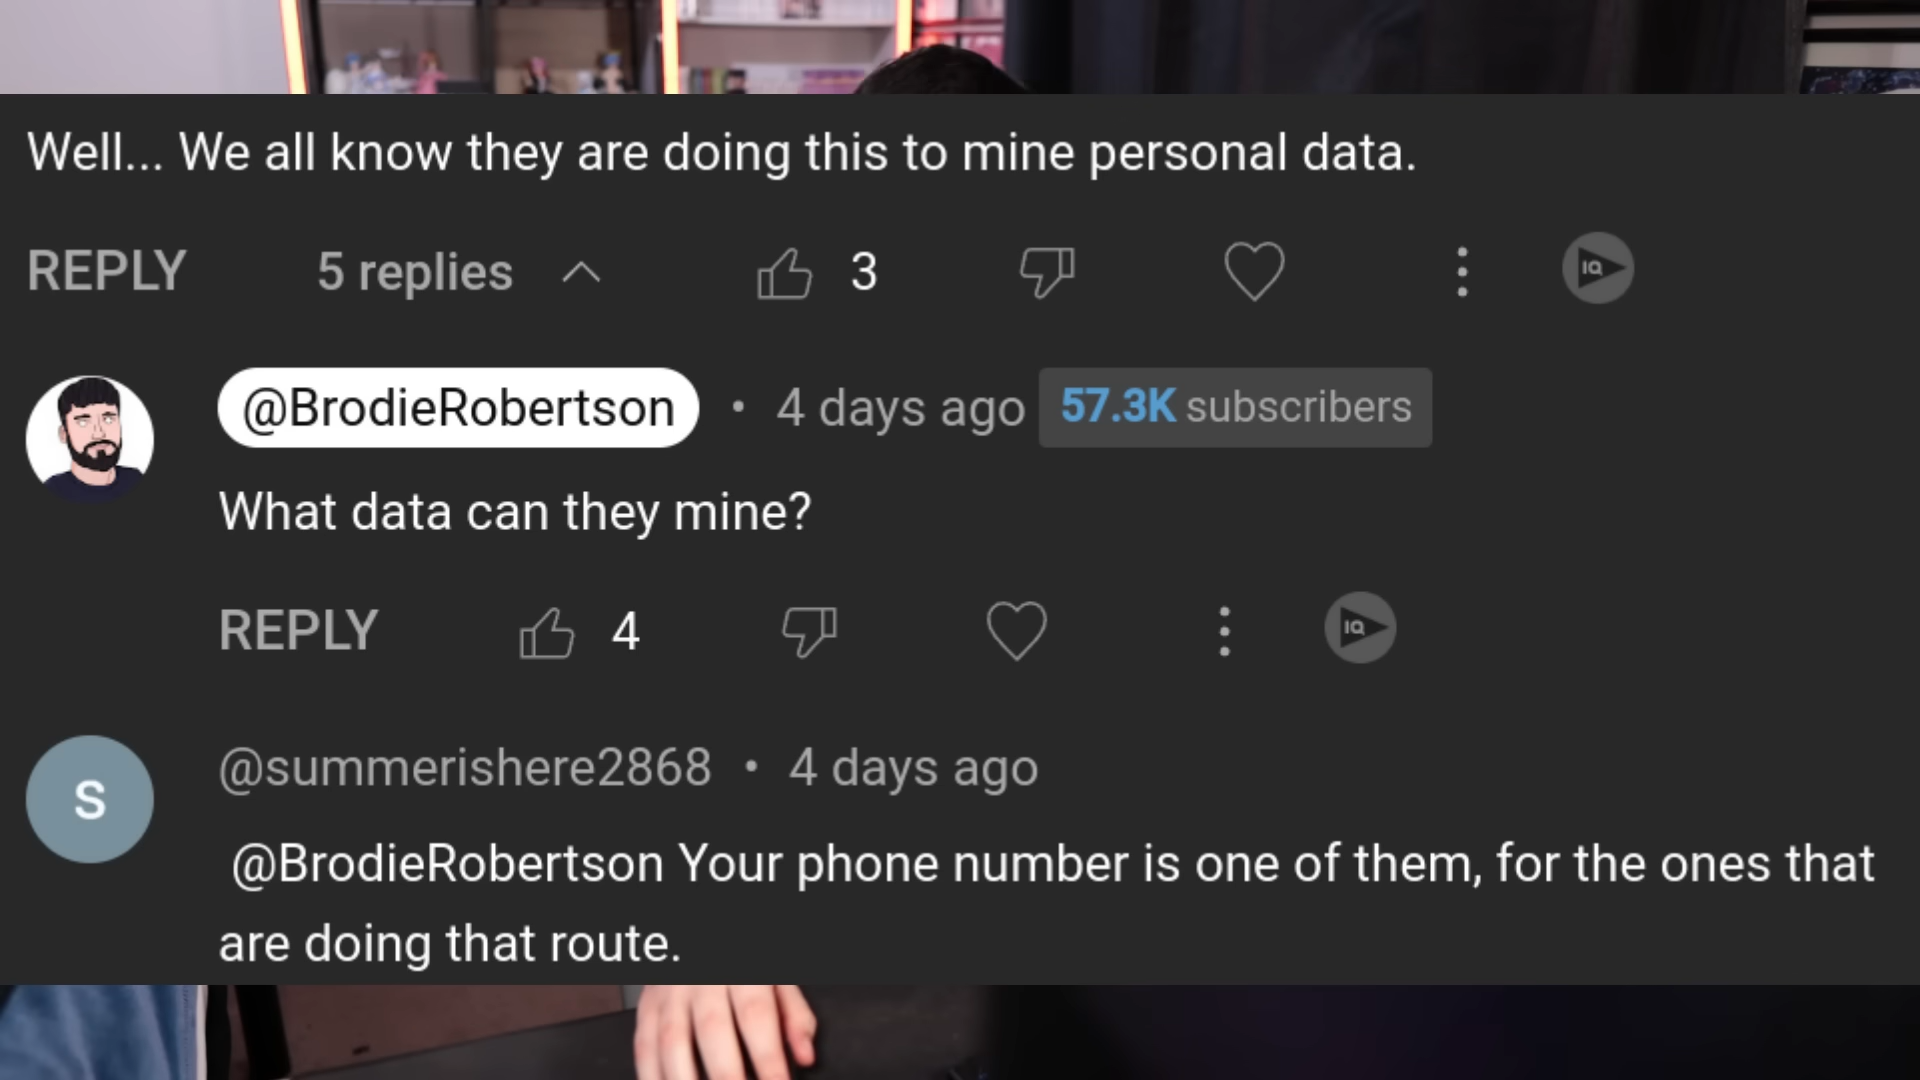 Well... We all know they are doing this to mine personal data.
REPLY 5 replies 3 IQ
@BrodieRobertson • 4 days ago 57.3K subscribers
What data can they mine?
REPLY 4 IQ
S @summerishere2868 • 4 days ago
@BrodieRobertson Your phone number is one of them, for the ones that
are doing that route.